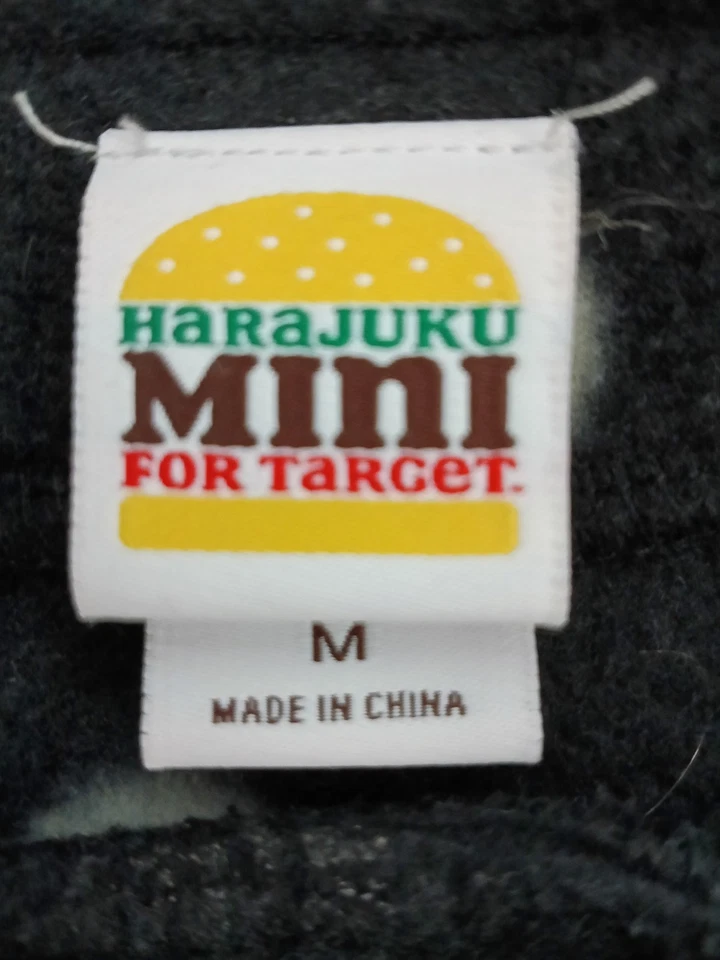 HaRaJUKU
MInI
FOR TaRGeT.
M
MADE IN CHINA